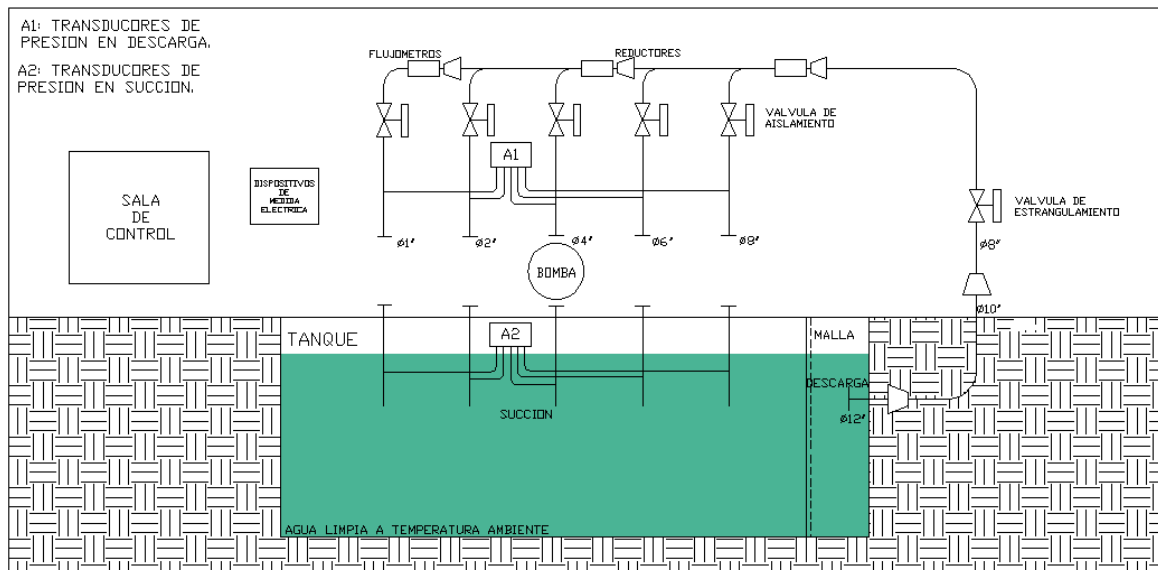 A1: TRANSDUCORES DE
PRESION EN DESCARGA.
A2: TRANSDUCORES DE
PRESION EN SUCCION.
FLUJOMETROS
REDUCTORES
VALVULA DE
AISLAMIENTO
A1
SALA
DE
CONTROL
DISPOSITIVOS
DE
MEDIDA
ELECTRICA
VALVULA DE
ESTRANGULAMIENTO
Ø1"
Ø2"
Ø4"
Ø6"
Ø8"
Ø8"
BOMBA
Ø10"
TANQUE
A2
MALLA
DESCARGA
SUCCION
Ø12"
AGUA LIMPIA A TEMPERATURA AMBIENTE